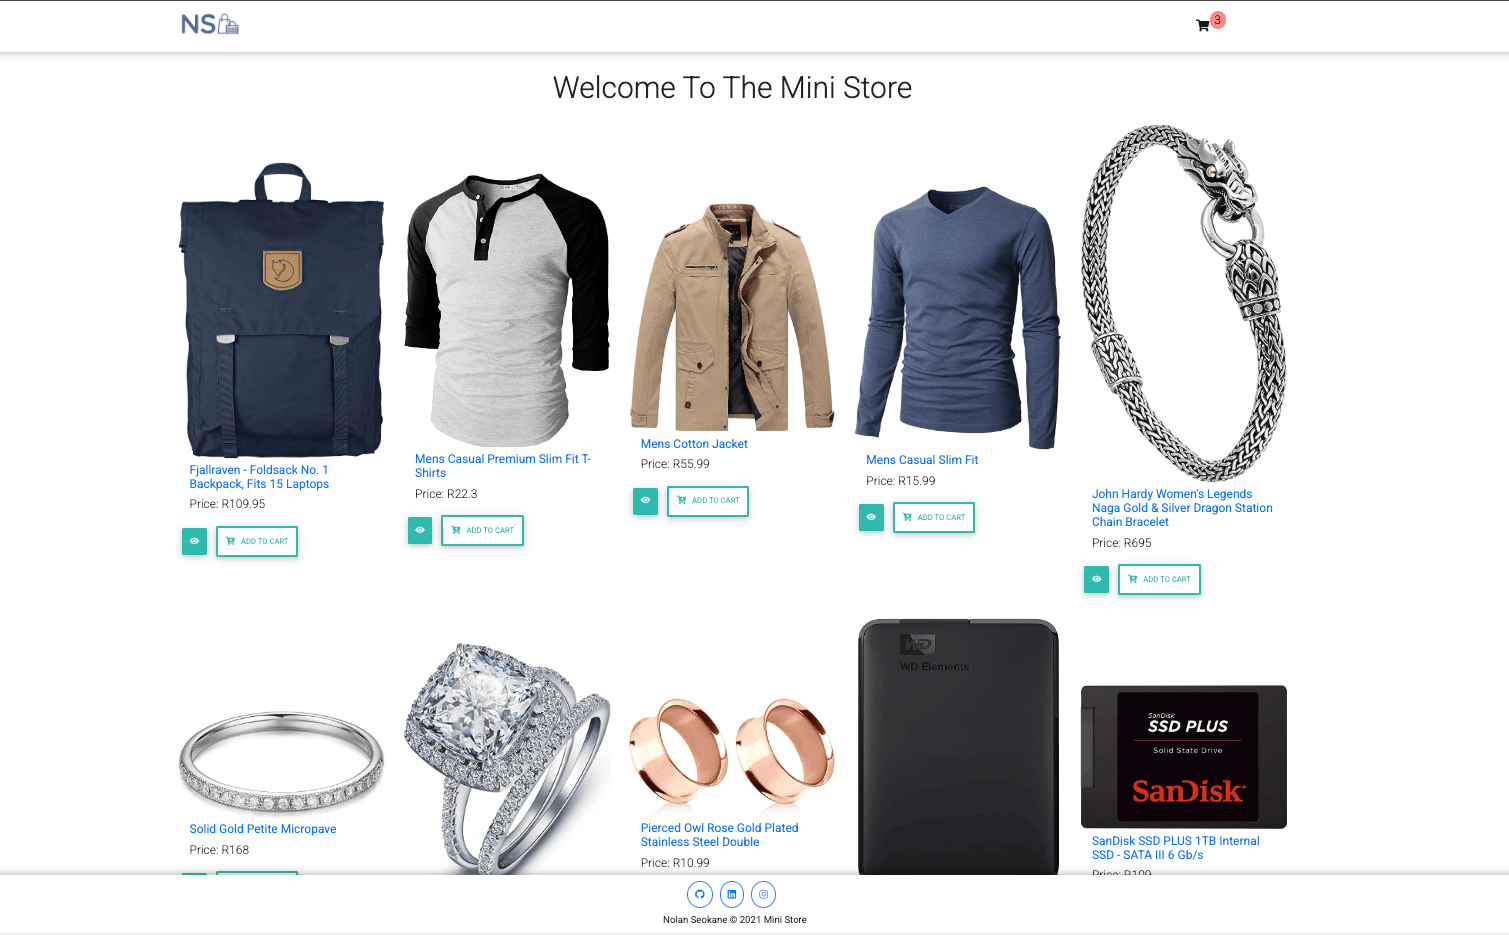 NS
3
Welcome To The Mini Store
Fjallraven - Foldsack No. 1
Backpack, Fits 15 Laptops
Price: R109.95
ADD TO CART
Mens Casual Premium Slim Fit T-
Shirts
Price: R22.3
ADD TO CART
Mens Cotton Jacket
Price: R55.99
ADD TO CART
Mens Casual Slim Fit
Price: R15.99
ADD TO CART
John Hardy Women's Legends
Naga Gold & Silver Dragon Station
Chain Bracelet
Price: R695
ADD TO CART
Solid Gold Petite Micropave
Price: R168
Pierced Owl Rose Gold Plated
Stainless Steel Double
Price: R10.99
WD
WD Elements
SanDisk
SSD PLUS
Solid State Drive
SanDisk
SanDisk SSD PLUS 1TB Internal
SSD - SATA III 6 Gb/s
Price: R109
Nolan Seokane © 2021 Mini Store